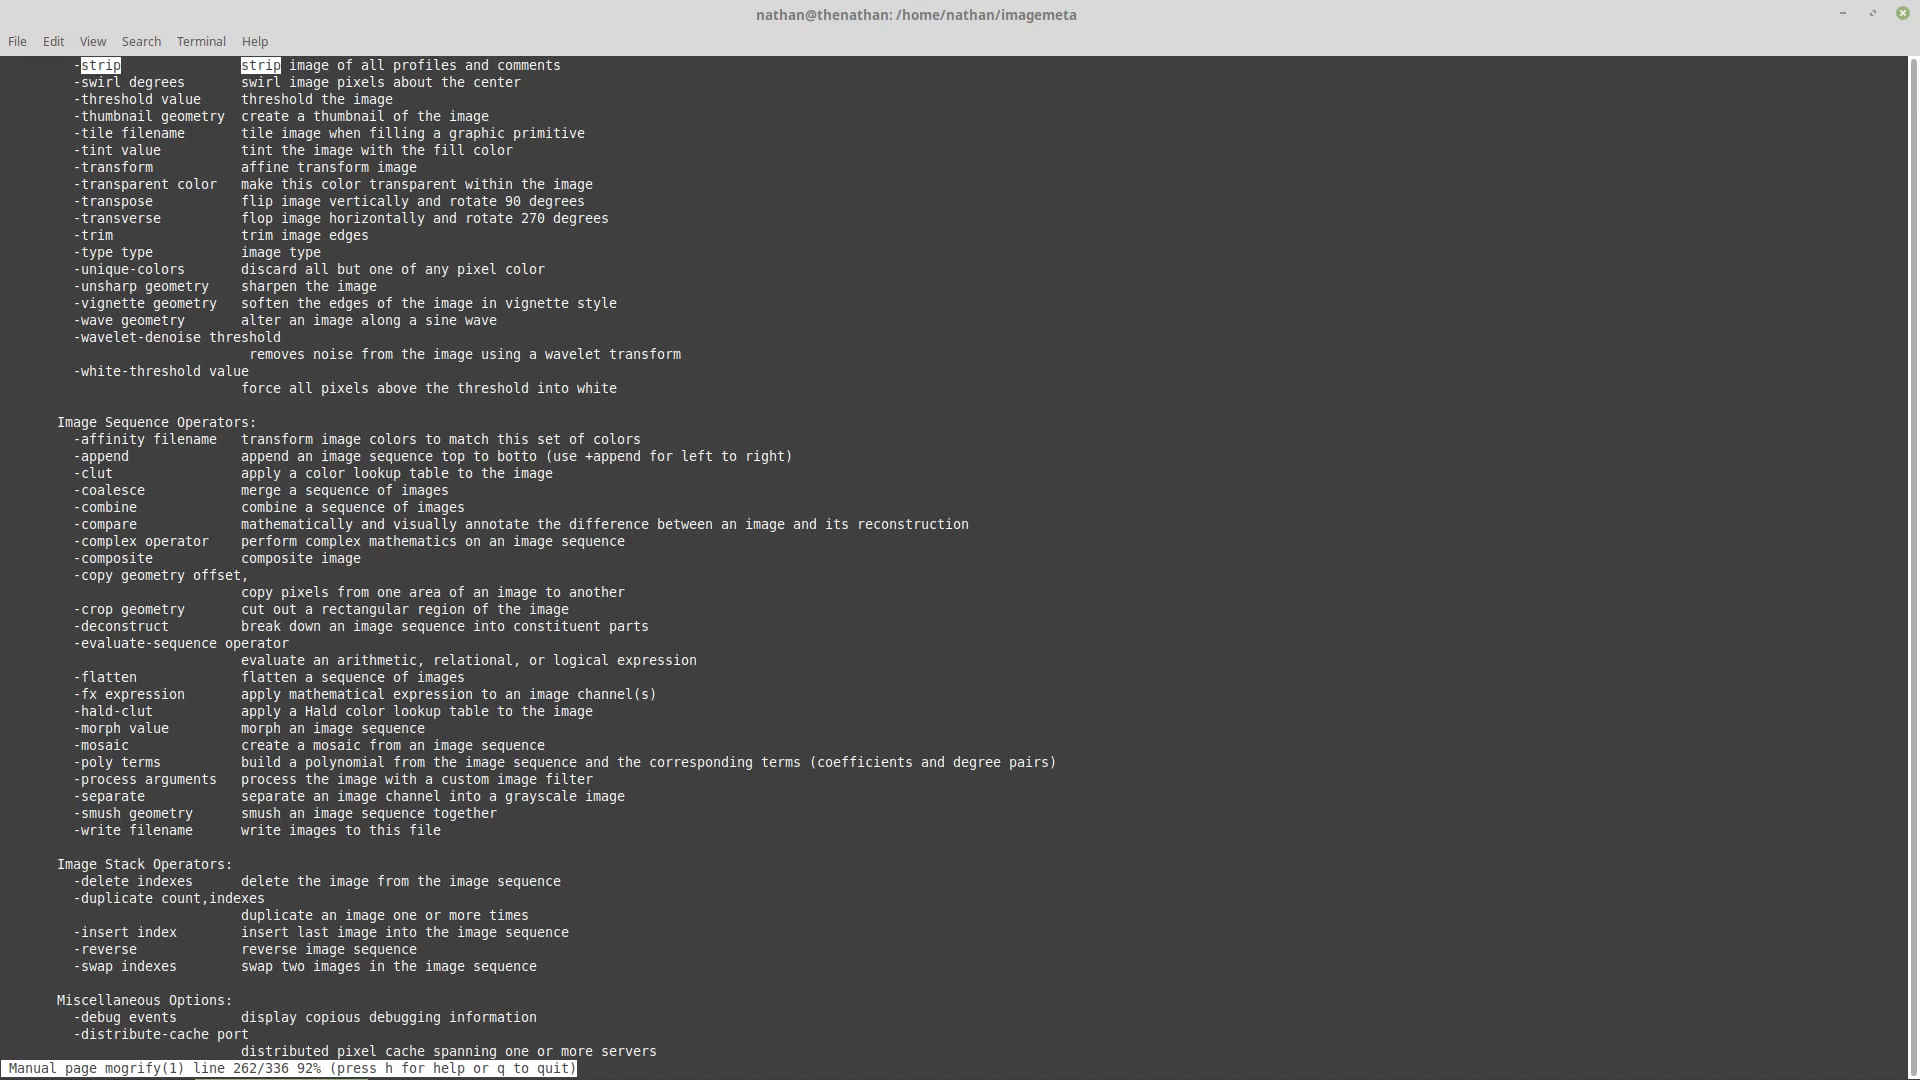 nathan@thenathan: /home/nathan/imagemeta
File Edit View Search Terminal Help
-strip strip image of all profiles and comments
-swirl degrees swirl image pixels about the center
-threshold value threshold the image
-thumbnail geometry create a thumbnail of the image
-tile filename tile image when filling a graphic primitive
-tint value tint the image with the fill color
-transform affine transform image
-transparent color make this color transparent within the image
-transpose flip image vertically and rotate 90 degrees
-transverse flop image horizontally and rotate 270 degrees
-trim trim image edges
-type type image type
-unique-colors discard all but one of any pixel color
-unsharp geometry sharpen the image
-vignette geometry soften the edges of the image in vignette style
-wave geometry alter an image along a sine wave
-wavelet-denoise threshold
removes noise from the image using a wavelet transform
-white-threshold value
force all pixels above the threshold into white
Image Sequence Operators:
-affinity filename transform image colors to match this set of colors
-append append an image sequence top to botto (use +append for left to right)
-clut apply a color lookup table to the image
-coalesce merge a sequence of images
-combine combine a sequence of images
-compare mathematically and visually annotate the difference between an image and its reconstruction
-complex operator perform complex mathematics on an image sequence
-composite composite image
-copy geometry offset,
copy pixels from one area of an image to another
-crop geometry cut out a rectangular region of the image
-deconstruct break down an image sequence into constituent parts
-evaluate-sequence operator
evaluate an arithmetic, relational, or logical expression
-flatten flatten a sequence of images
-fx expression apply mathematical expression to an image channel(s)
-hald-clut apply a Hald color lookup table to the image
-morph value morph an image sequence
-mosaic create a mosaic from an image sequence
-poly terms build a polynomial from the image sequence and the corresponding terms (coefficients and degree pairs)
-process arguments process the image with a custom image filter
-separate separate an image channel into a grayscale image
-smush geometry smush an image sequence together
-write filename write images to this file
Image Stack Operators:
-delete indexes delete the image from the image sequence
-duplicate count,indexes
duplicate an image one or more times
-insert index insert last image into the image sequence
-reverse reverse image sequence
-swap indexes swap two images in the image sequence
Miscellaneous Options:
-debug events display copious debugging information
-distribute-cache port
distributed pixel cache spanning one or more servers
Manual page mogrify(1) line 262/336 92% (press h for help or q to quit)